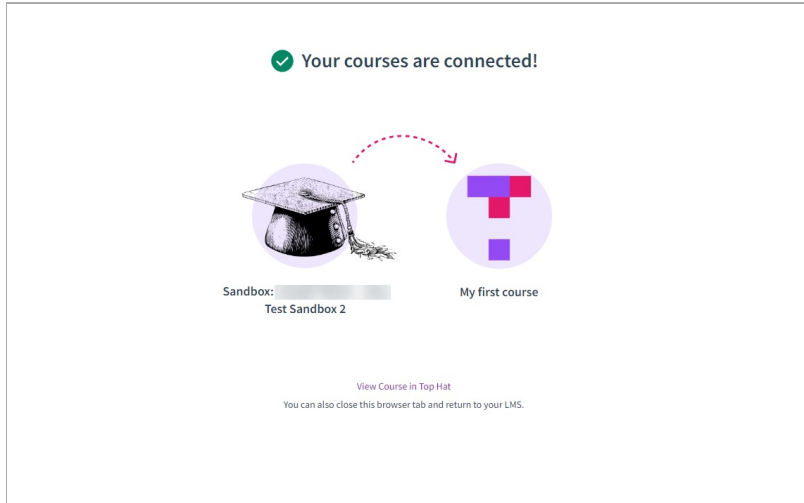 Your courses are connected!
Sandbox:
Test Sandbox 2
My first course
View Course in Top Hat
You can also close this browser tab and return to your LMS.